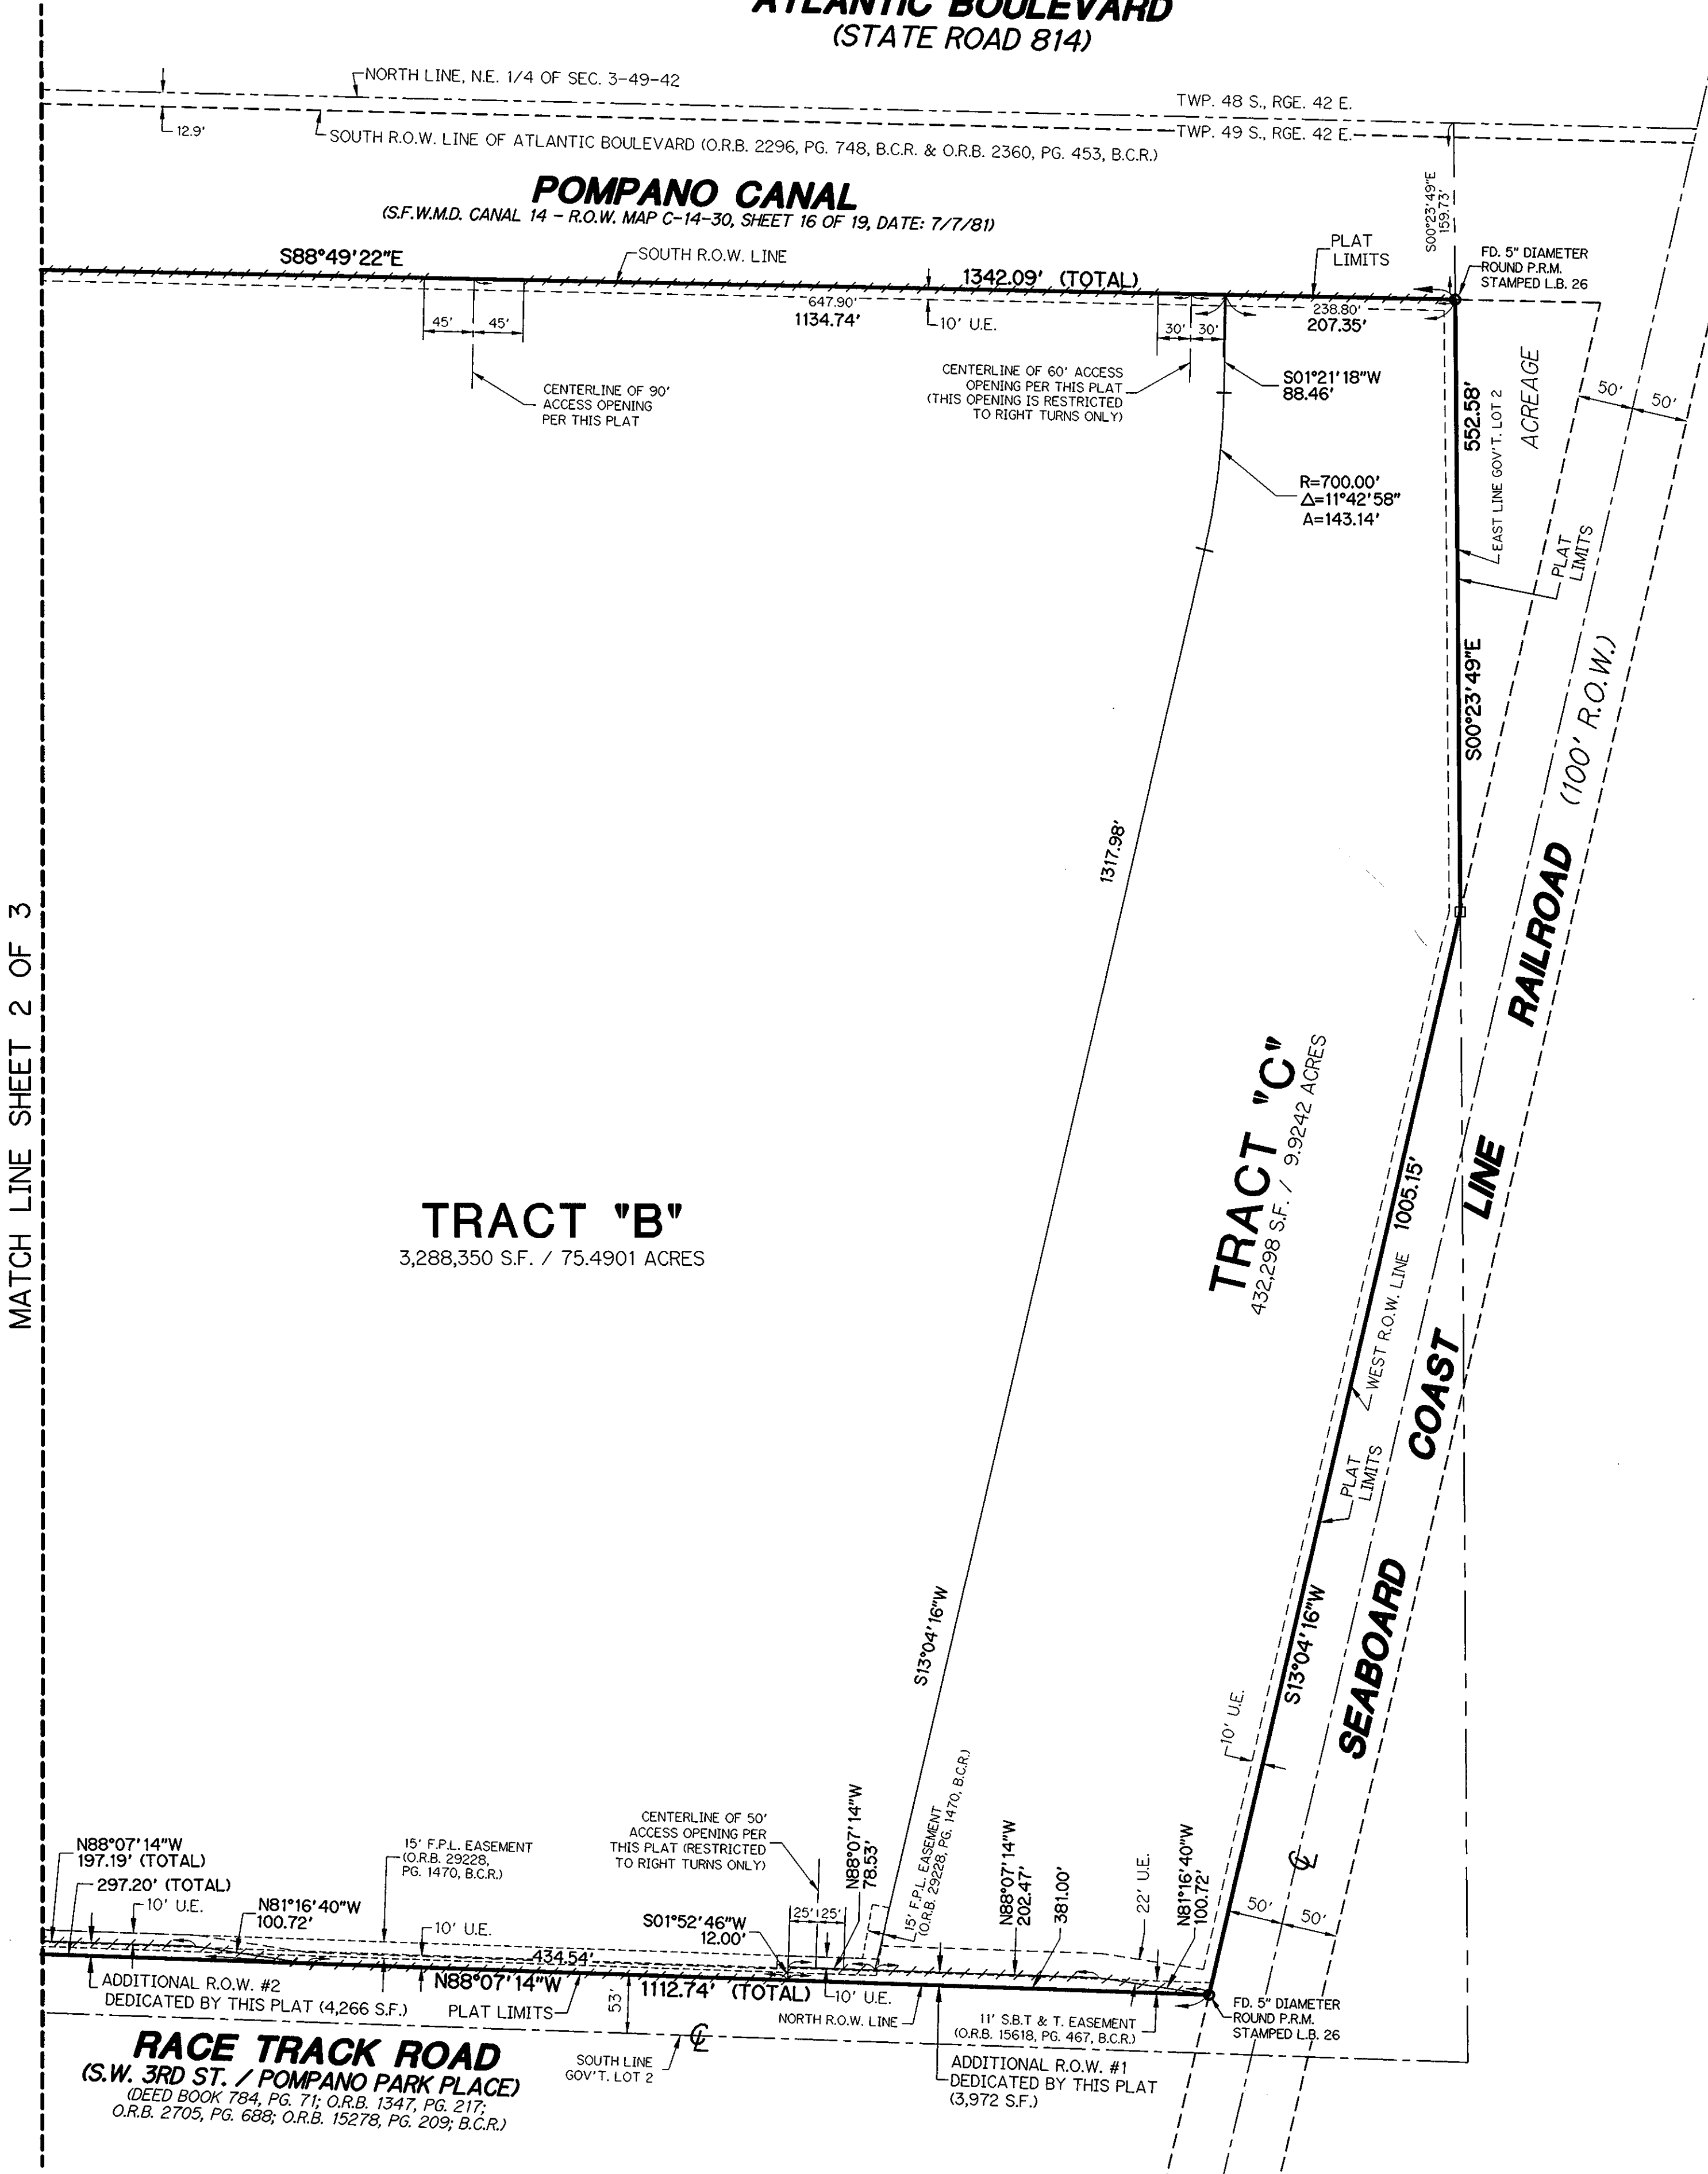 ATLANTIC BOULEVARD
(STATE ROAD 814)
NORTH LINE, N.E. 1/4 OF SEC. 3-49-42
TWP. 48 S., RGE. 42 E.
12.9'
SOUTH R.O.W. LINE OF ATLANTIC BOULEVARD (O.R.B. 2296, PG. 748, B.C.R. & O.R.B. 2360, PG. 453, B.C.R.)
TWP. 49 S., RGE. 42 E.
POMPANO CANAL
(S.F.W.M.D. CANAL 14 - R.O.W. MAP C-14-30, SHEET 16 OF 19, DATE: 7/7/81)
S00°23'49"E
159.73'
S88°49'22"E
SOUTH R.O.W. LINE
1342.09' (TOTAL)
PLAT
LIMITS
FD. 5" DIAMETER
ROUND P.R.M.
STAMPED L.B. 26
45'
45'
647.90'
1134.74'
10' U.E.
30'
30'
238.80'
207.35'
CENTERLINE OF 90'
ACCESS OPENING
PER THIS PLAT
CENTERLINE OF 60' ACCESS
OPENING PER THIS PLAT
(THIS OPENING IS RESTRICTED
TO RIGHT TURNS ONLY)
S01°21'18"W
88.46'
R=700.00'
Δ=11°42'58"
A=143.14'
552.58'
EAST LINE GOV'T. LOT 2
ACREAGE
50'
50'
PLAT
LIMITS
S00°23'49"E
1317.98'
MATCH LINE SHEET 2 OF 3
TRACT "B"
3,288,350 S.F. / 75.4901 ACRES
TRACT "C"
432,298 S.F. / 9.9242 ACRES
SEABOARD COAST LINE RAILROAD (100' R.O.W.)
WEST R.O.W. LINE
1005.15'
PLAT
LIMITS
S13°04'16"W
S13°04'16"W
10' U.E.
N88°07'14"W
197.19' (TOTAL)
297.20' (TOTAL)
10' U.E.
N81°16'40"W
100.72'
15' F.P.L. EASEMENT
(O.R.B. 29228,
PG. 1470, B.C.R.)
10' U.E.
CENTERLINE OF 50'
ACCESS OPENING PER
THIS PLAT (RESTRICTED
TO RIGHT TURNS ONLY)
S01°52'46"W
12.00'
25'
25'
N88°07'14"W
78.53'
15' F.P.L. EASEMENT
(O.R.B. 29228, PG. 1470, B.C.R.)
N88°07'14"W
202.47'
381.00'
22' U.E.
N81°16'40"W
100.72'
50'
50'
℄
434.54'
N88°07'14"W
1112.74' (TOTAL)
10' U.E.
ADDITIONAL R.O.W. #2
DEDICATED BY THIS PLAT (4,266 S.F.)
PLAT LIMITS
53'
NORTH R.O.W. LINE
11' S.B.T & T. EASEMENT
(O.R.B. 15618, PG. 467, B.C.R.)
FD. 5" DIAMETER
ROUND P.R.M.
STAMPED L.B. 26
℄
RACE TRACK ROAD
(S.W. 3RD ST. / POMPANO PARK PLACE)
(DEED BOOK 784, PG. 71; O.R.B. 1347, PG. 217;
O.R.B. 2705, PG. 688; O.R.B. 15278, PG. 209; B.C.R.)
SOUTH LINE
GOV'T. LOT 2
ADDITIONAL R.O.W. #1
DEDICATED BY THIS PLAT
(3,972 S.F.)